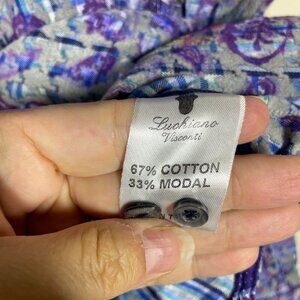 Luchiano
Visconti
67% COTTON
33% MODAL